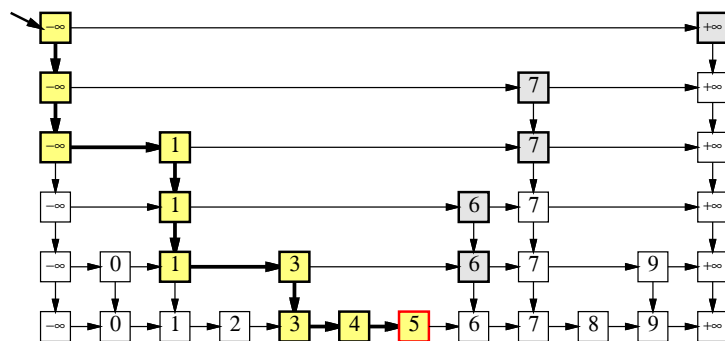 −∞ +∞
−∞ 7 +∞
−∞ 1 7 +∞
−∞ 1 6 7 +∞
−∞ 0 1 3 6 7 9 +∞
−∞ 0 1 2 3 4 5 6 7 8 9 +∞